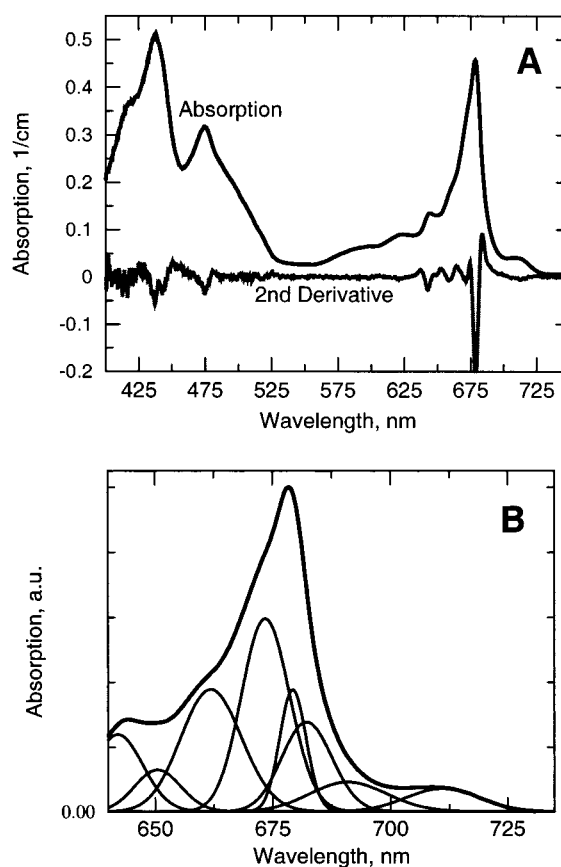 A
Absorption, 1/cm
0.5
0.4
0.3
0.2
0.1
0
-0.1
-0.2
Absorption
2nd Derivative
425 475 525 575 625 675 725
Wavelength, nm
B
Absorption, a.u.
0.00
650 675 700 725
Wavelength, nm